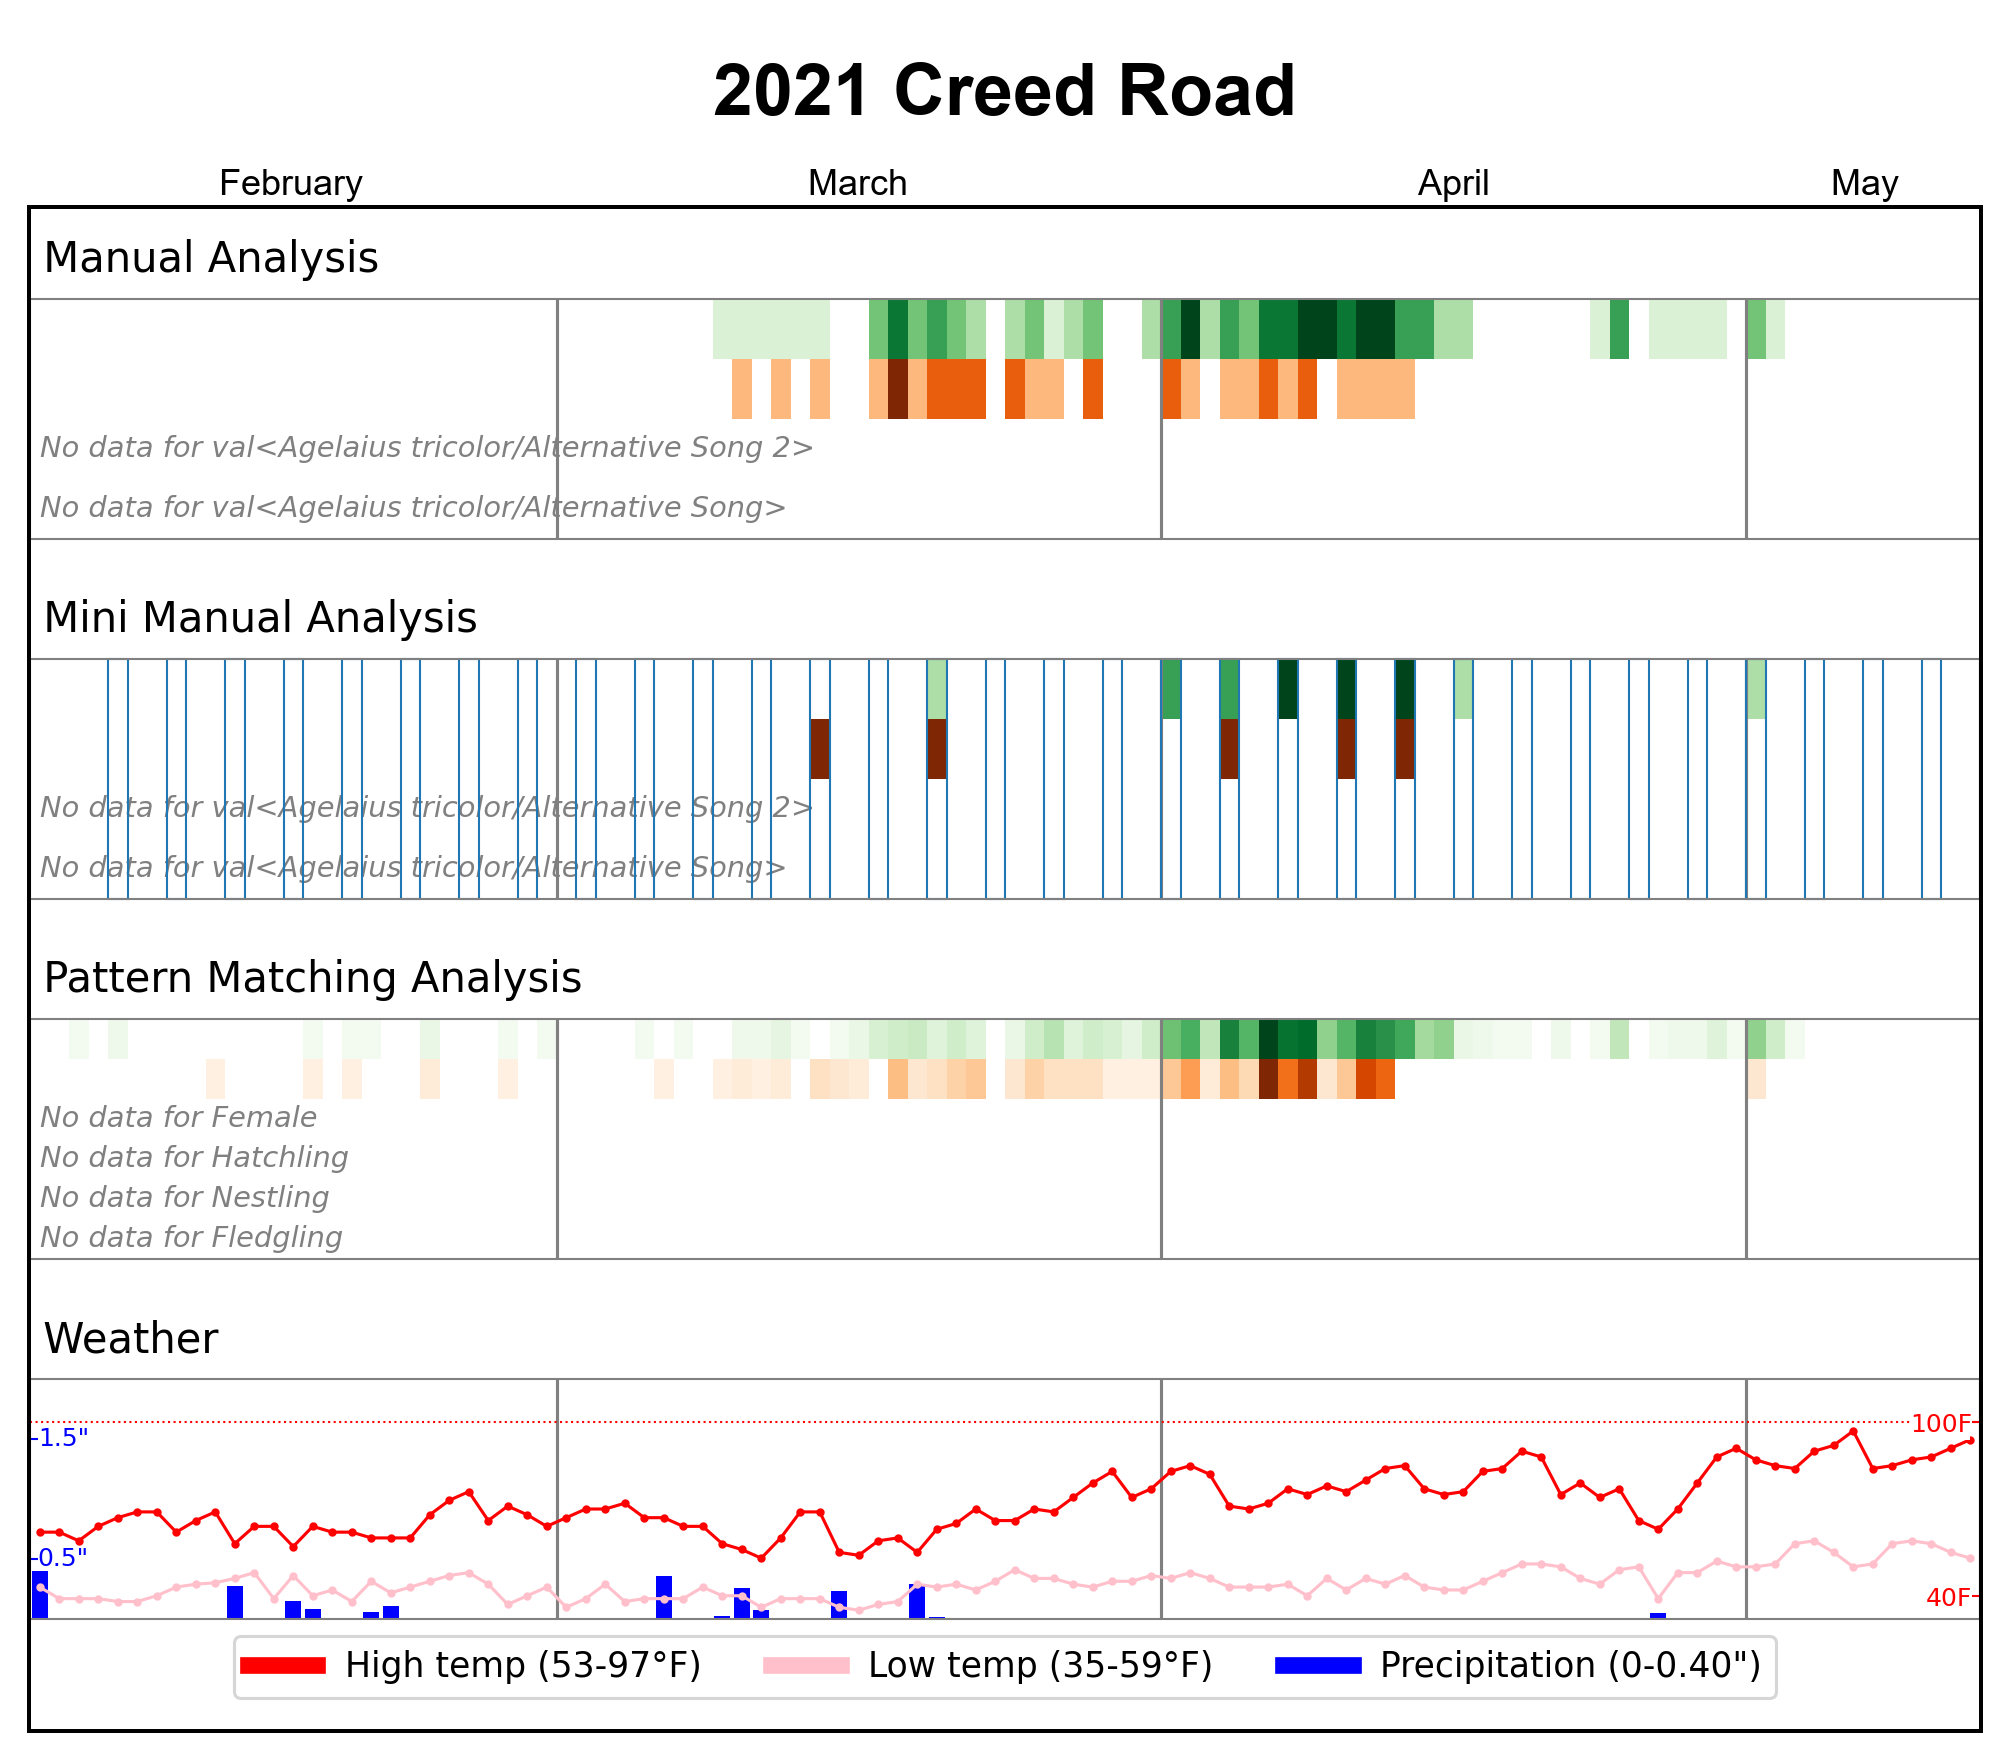 2021 Creed Road
February March April May
Manual Analysis
No data for val<Agelaius tricolor/Alternative Song 2>
No data for val<Agelaius tricolor/Alternative Song>
Mini Manual Analysis
No data for val<Agelaius tricolor/Alternative Song 2>
No data for val<Agelaius tricolor/Alternative Song>
Pattern Matching Analysis
No data for Female
No data for Hatchling
No data for Nestling
No data for Fledgling
Weather
1.5" 100F
0.5" 40F
High temp (53-97°F) Low temp (35-59°F) Precipitation (0-0.40")